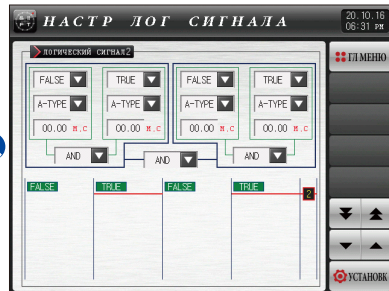 НАСТР ЛОГ СИГНАЛА
20.10.16
06:31 PM
ЛОГИЧЕСКИЙ СИГНАЛ2
ГЛ МЕНЮ
FALSE TRUE FALSE TRUE
A-TYPE A-TYPE A-TYPE A-TYPE
00.00 М.С 00.00 М.С 00.00 М.С 00.00 М.С
AND AND AND
FALSE TRUE FALSE TRUE
2
УСТАНОВК